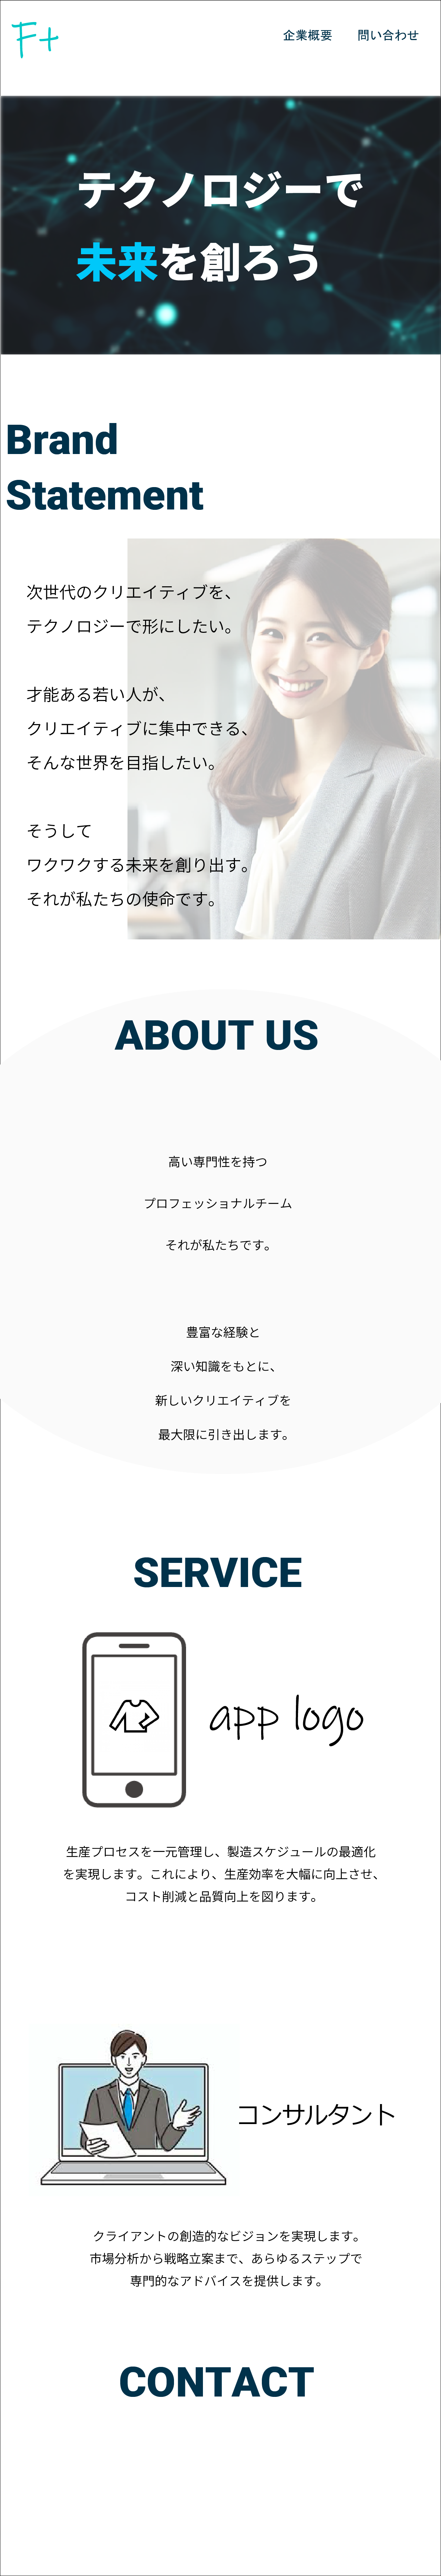 F+
企業概要 問い合わせ
テクノロジーで
未来を創ろう
Brand
Statement
次世代のクリエイティブを、
テクノロジーで形にしたい。
才能ある若い人が、
クリエイティブに集中できる、
そんな世界を目指したい。
そうして
ワクワクする未来を創り出す。
それが私たちの使命です。
ABOUT US
高い専門性を持つ
プロフェッショナルチーム
それが私たちです。
豊富な経験と
深い知識をもとに、
新しいクリエイティブを
最大限に引き出します。
SERVICE
app logo
生産プロセスを一元管理し、製造スケジュールの最適化
を実現します。これにより、生産効率を大幅に向上させ、
コスト削減と品質向上を図ります。
コンサルタント
クライアントの創造的なビジョンを実現します。
市場分析から戦略立案まで、あらゆるステップで
専門的なアドバイスを提供します。
CONTACT